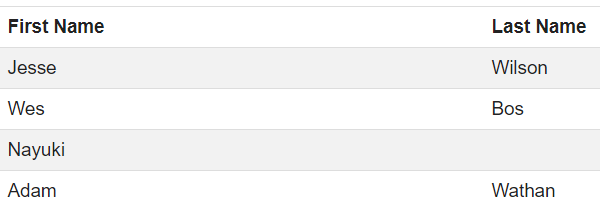 First Name Last Name
Jesse Wilson
Wes Bos
Nayuki
Adam Wathan